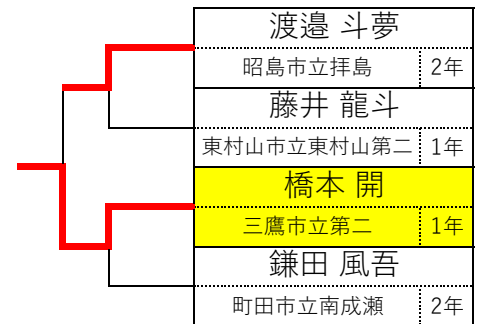 渡邉 斗夢
昭島市立拝島 2年
藤井 龍斗
東村山市立東村山第二 1年
橋本 開
三鷹市立第二 1年
鎌田 風吾
町田市立南成瀬 2年